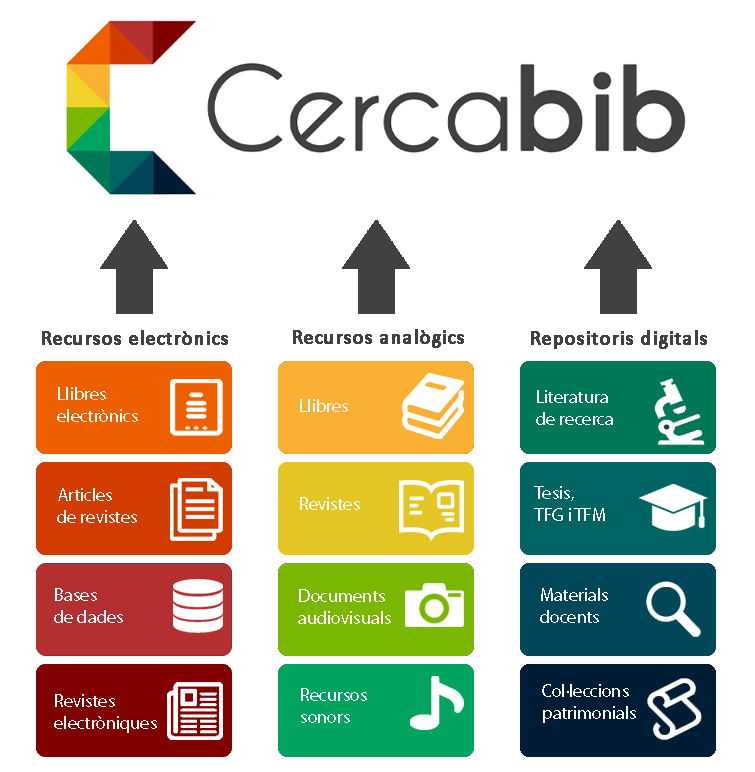 Cercabib
Recursos electrònics
Llibres
electrònics
Articles
de revistes
Bases
de dades
Revistes
electròniques
Recursos analògics
Llibres
Revistes
Documents
audiovisuals
Recursos
sonors
Repositoris digitals
Literatura
de recerca
Tesis,
TFG i TFM
Materials
docents
Col·leccions
patrimonials